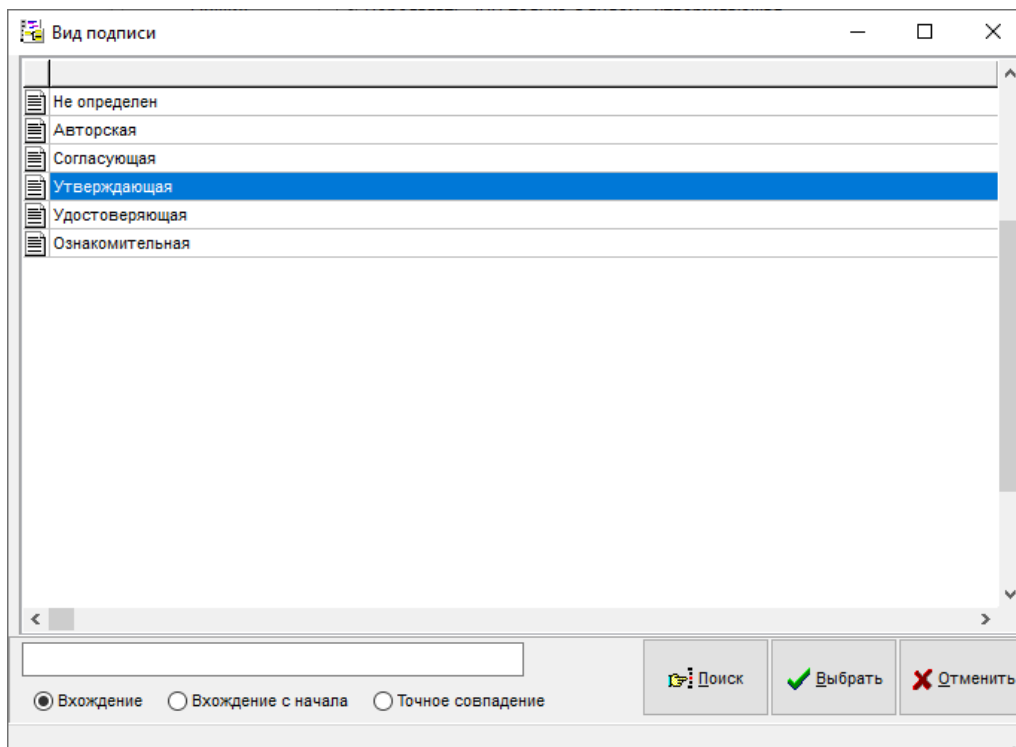 Вид подписи
Не определен
Авторская
Согласующая
Утверждающая
Удостоверяющая
Ознакомительная
Поиск
Выбрать
Отменить
Вхождение
Вхождение с начала
Точное совпадение